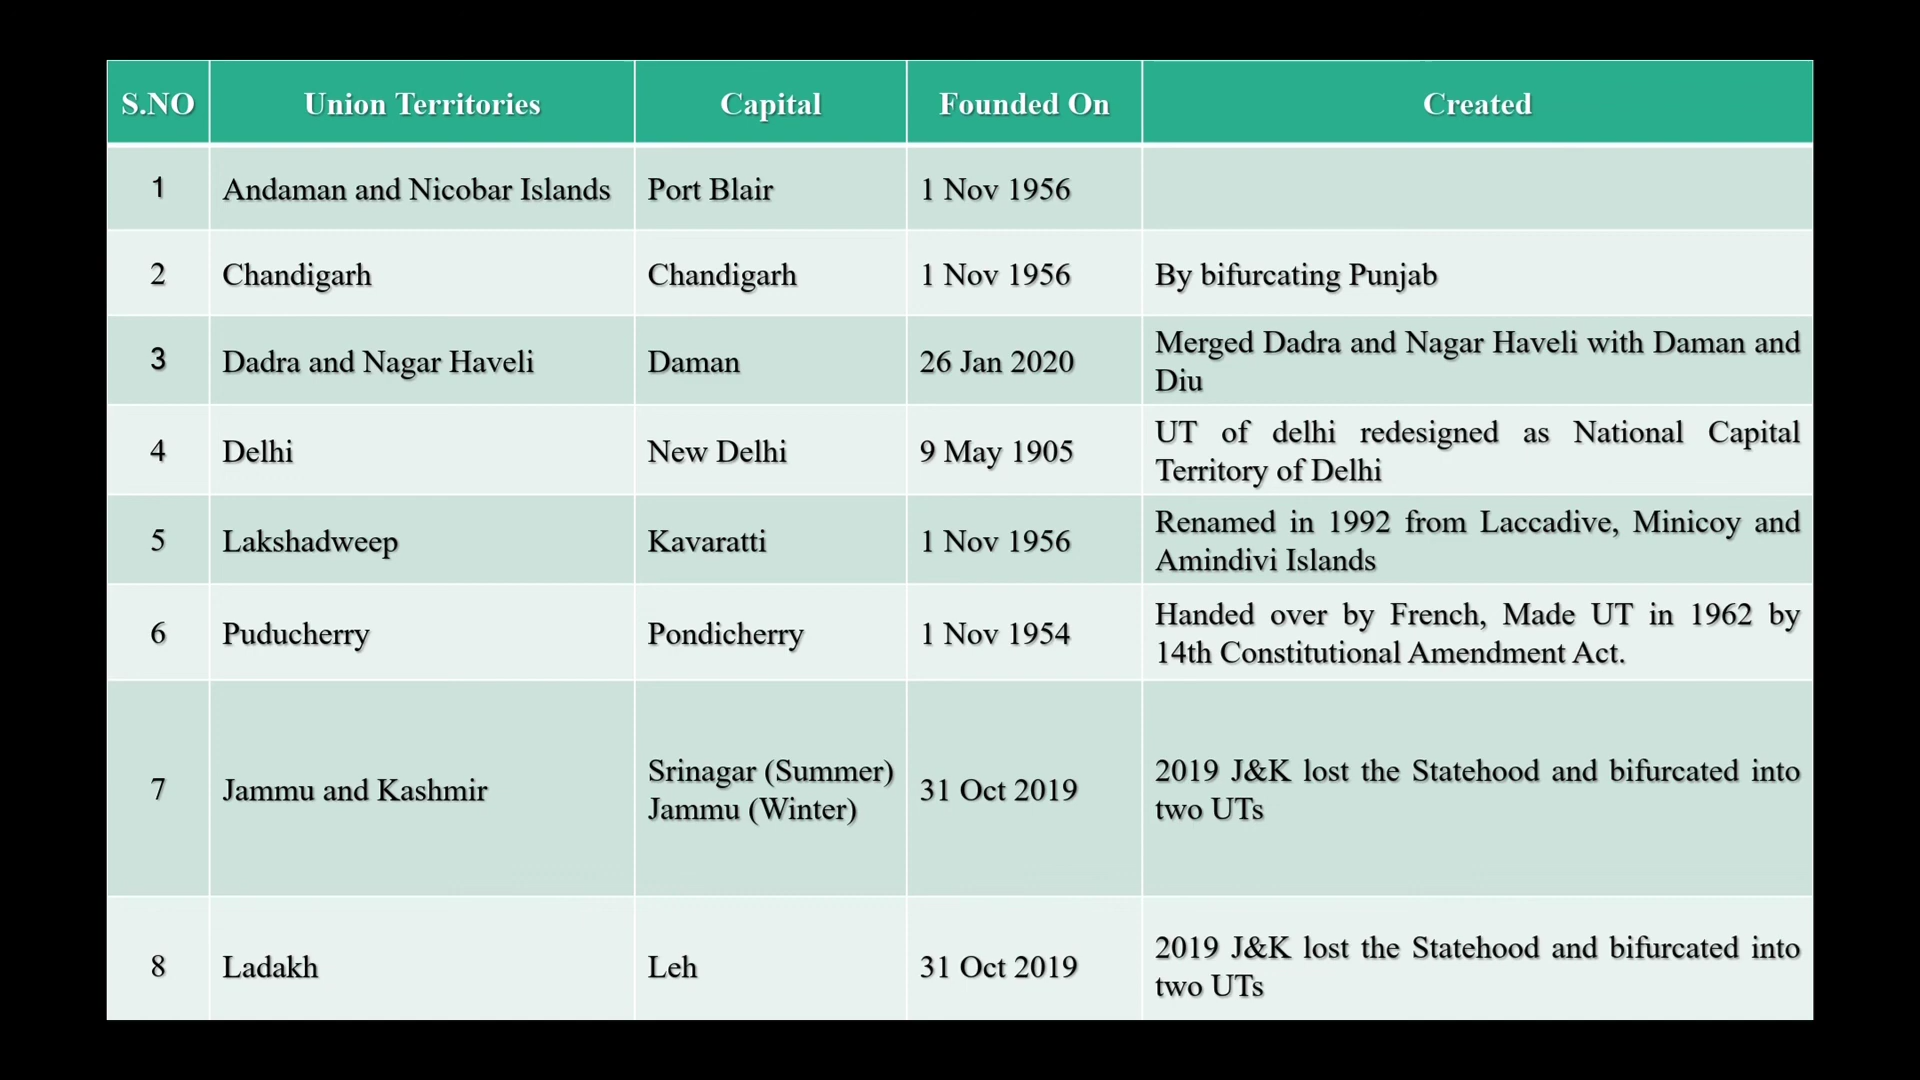 S.NO Union Territories Capital Founded On Created
1 Andaman and Nicobar Islands Port Blair 1 Nov 1956
2 Chandigarh Chandigarh 1 Nov 1956 By bifurcating Punjab
3 Dadra and Nagar Haveli Daman 26 Jan 2020 Merged Dadra and Nagar Haveli with Daman and
Diu
4 Delhi New Delhi 9 May 1905 UT of delhi redesigned as National Capital
Territory of Delhi
5 Lakshadweep Kavaratti 1 Nov 1956 Renamed in 1992 from Laccadive, Minicoy and
Amindivi Islands
6 Puducherry Pondicherry 1 Nov 1954 Handed over by French, Made UT in 1962 by
14th Constitutional Amendment Act.
7 Jammu and Kashmir Srinagar (Summer)
Jammu (Winter) 31 Oct 2019 2019 J&K lost the Statehood and bifurcated into
two UTs
8 Ladakh Leh 31 Oct 2019 2019 J&K lost the Statehood and bifurcated into
two UTs